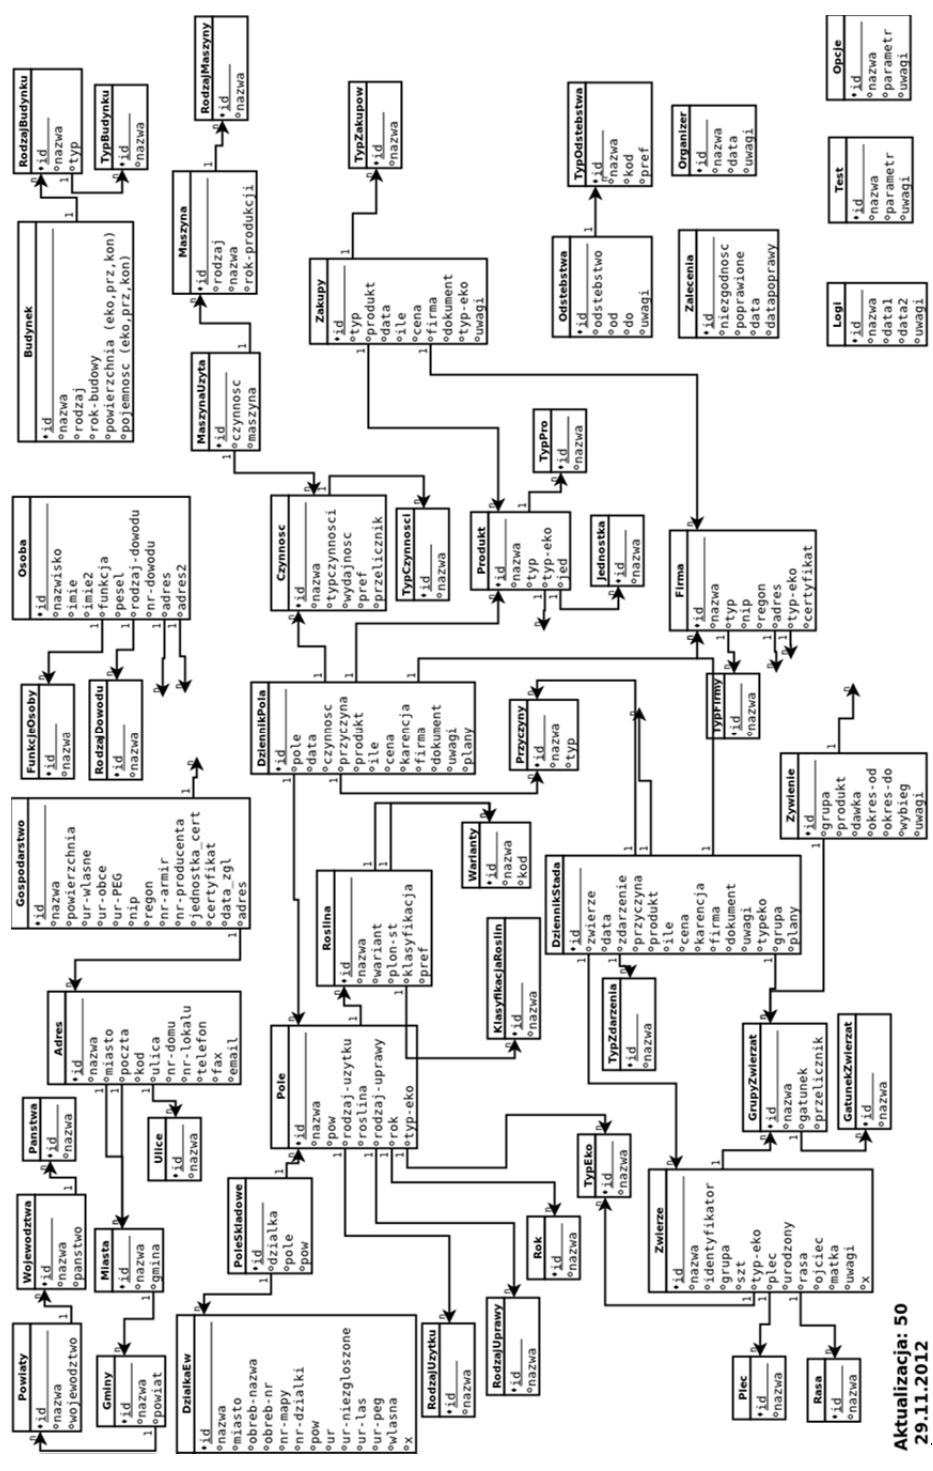 Powiaty
id
nazwa
wojewodztwo
Wojewodztwa
id
nazwa
panstwo
Panstwa
id
nazwa
Gminy
id
nazwa
powiat
Miasta
id
nazwa
gmina
Ulice
id
nazwa
Adres
id
nazwa
miasto
poczta
kod
ulica
nr-domu
nr-lokalu
telefon
fax
email
Gospodarstwo
id
nazwa
powierzchnia
ur-wlasne
ur-obce
ur-PEG
nip
regon
nr-armir
nr-producenta
jednostka_cert
certyfikat
data_zgl
adres
FunkcjeOsoby
id
nazwa
RodzajDowodu
id
nazwa
Osoba
id
nazwisko
imie
imie2
funkcja
pesel
rodzaj-dowodu
nr-dowodu
adres
adres2
Budynek
id
nazwa
rodzaj
rok-budowy
powierzchnia (eko,prz,kon)
pojemnosc (eko,prz,kon)
RodzajBudynku
id
nazwa
typ
TypBudynku
id
nazwa
RodzajMaszyny
id
nazwa
Maszyna
id
rodzaj
nazwa
rok-produkcji
MaszynaUzyta
id
czynnosc
maszyna
DzialkaEw
id
nazwa
miasto
obreb-nazwa
obreb-nr
nr-mapy
nr-dzialki
pow
ur
ur-niezgloszone
ur-las
ur-peg
wlasna
x
PoleSkladowe
id
dzialka
pole
pow
Pole
id
nazwa
pow
rodzaj-uzytku
roslina
rodzaj-uprawy
rok
typ-eko
Roslina
id
nazwa
wariant
plon-st
klasyfikacja
pref
DziennikPola
id
pole
data
czynnosc
przyczyna
produkt
ile
cena
karencja
firma
dokument
uwagi
plany
Czynnosc
id
nazwa
typczynnosci
wydajnosc
pref
przelicznik
TypCzynnosci
id
nazwa
Zakupy
id
typ
produkt
data
ile
cena
firma
dokument
typ-eko
uwagi
TypZakupow
id
nazwa
RodzajUzytku
id
nazwa
RodzajUprawy
id
nazwa
Rok
id
nazwa
TypEko
id
nazwa
KlasyfikacjaRoslin
id
nazwa
Warianty
id
nazwa
kod
Przyczyny
id
nazwa
typ
Produkt
id
nazwa
typ
typ-eko
jed
TypPro
id
nazwa
Jednostka
id
nazwa
Odstebstwa
id
odstebstwo
od
do
uwagi
TypOdstebstwa
id
nazwa
kod
pref
DziennikStada
id
zwierze
data
zdarzenie
przyczyna
produkt
ile
cena
karencja
firma
dokument
uwagi
typeko
grupa
plany
TypZdarzenia
id
nazwa
Zwierze
id
nazwa
identyfikator
grupa
szt
typ-eko
plec
urodzony
rasa
ojciec
matka
uwagi
x
Plec
id
nazwa
Rasa
id
nazwa
GrupyZwierzat
id
nazwa
gatunek
przelicznik
GatunekZwierzat
id
nazwa
Zywienie
id
grupa
produkt
dawka
okres-od
okres-do
wybieg
uwagi
TypFirmy
id
nazwa
Firma
id
nazwa
typ
nip
regon
adres
typ-eko
certyfikat
Zalecenia
id
niezgodnosc
poprawione
data
datapoprawy
Organizer
id
nazwa
data
uwagi
Logi
id
nazwa
data1
data2
uwagi
Test
id
nazwa
parametr
uwagi
Opcje
id
nazwa
parametr
uwagi
Aktualizacja: 50
29.11.2012